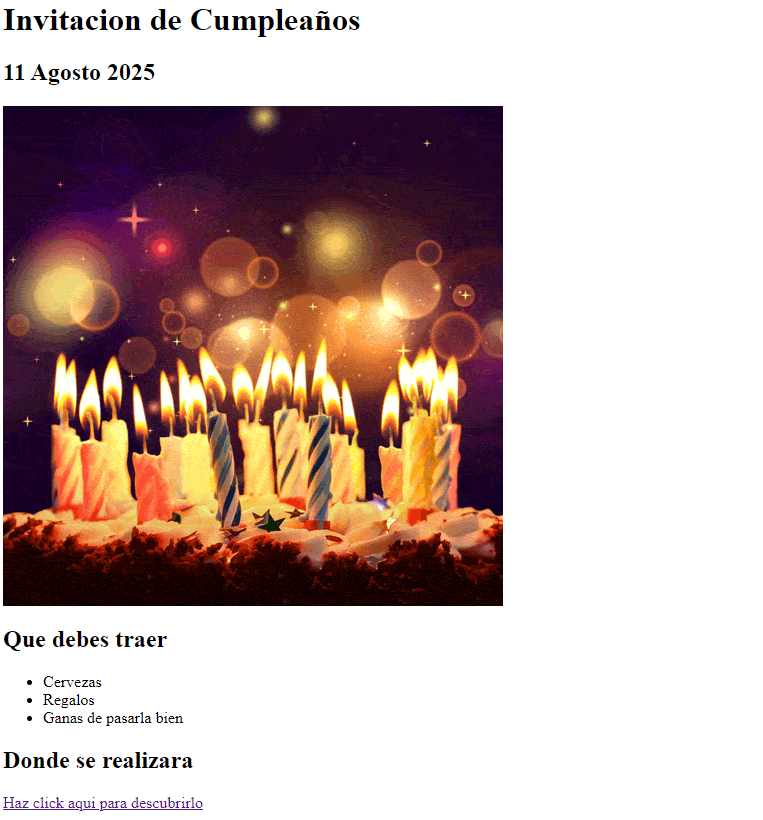 Invitacion de Cumpleaños
11 Agosto 2025
Que debes traer
Cervezas
Regalos
Ganas de pasarla bien
Donde se realizara
Haz click aqui para descubrirlo